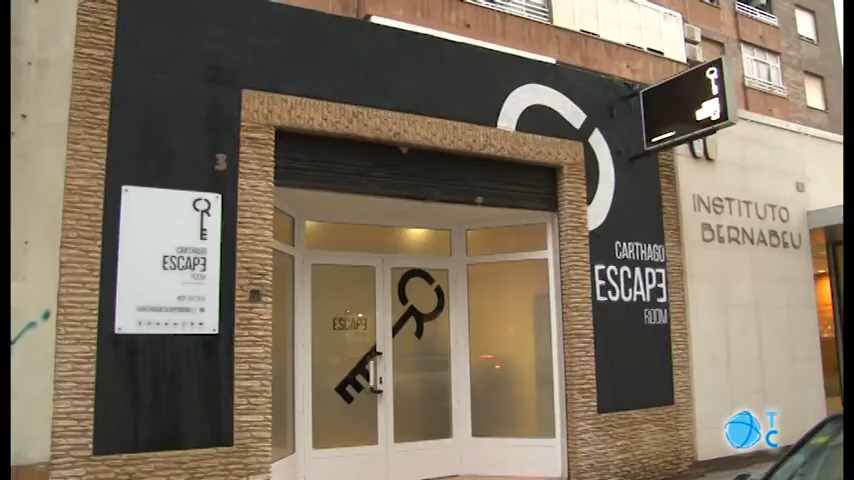 3
CARTHAGO
ESCAPE
ROOM
ESCAPE
CARTHAGO
ESCAPE
ROOM
INSTITUTO
BERNABEU
TC